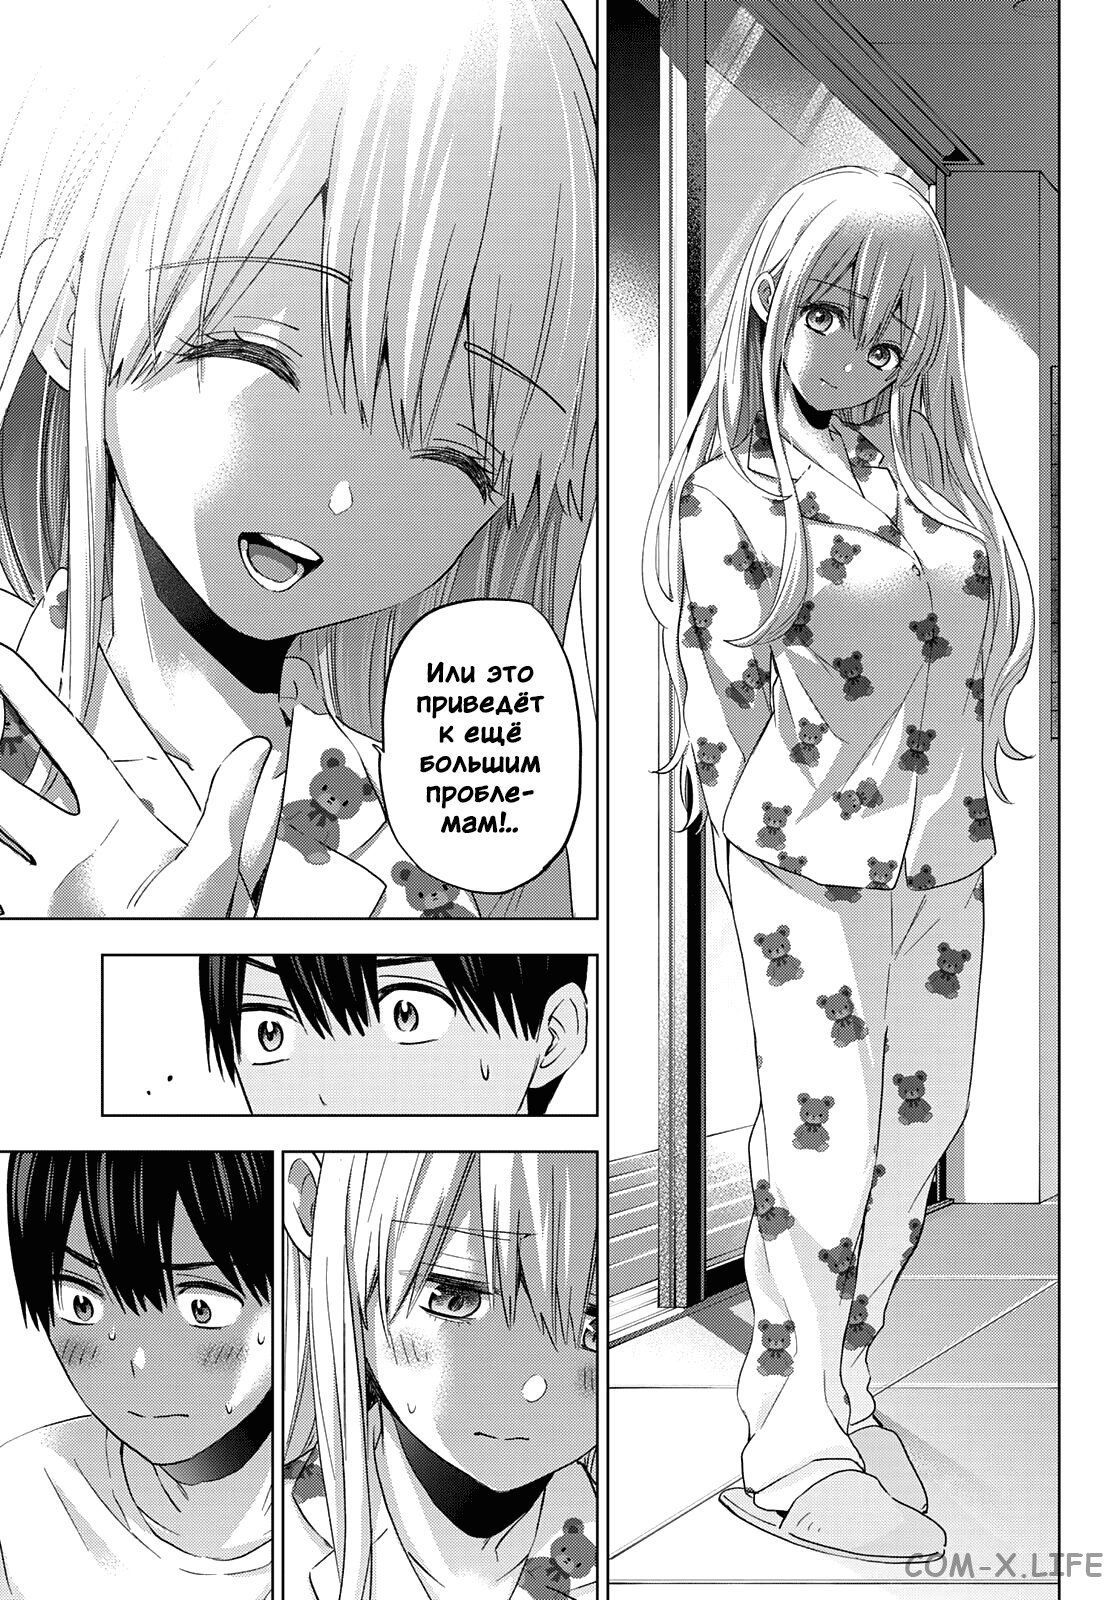 Или это
приведёт
к ещё
большим
пробле-
мам!..
COM-X.LIFE